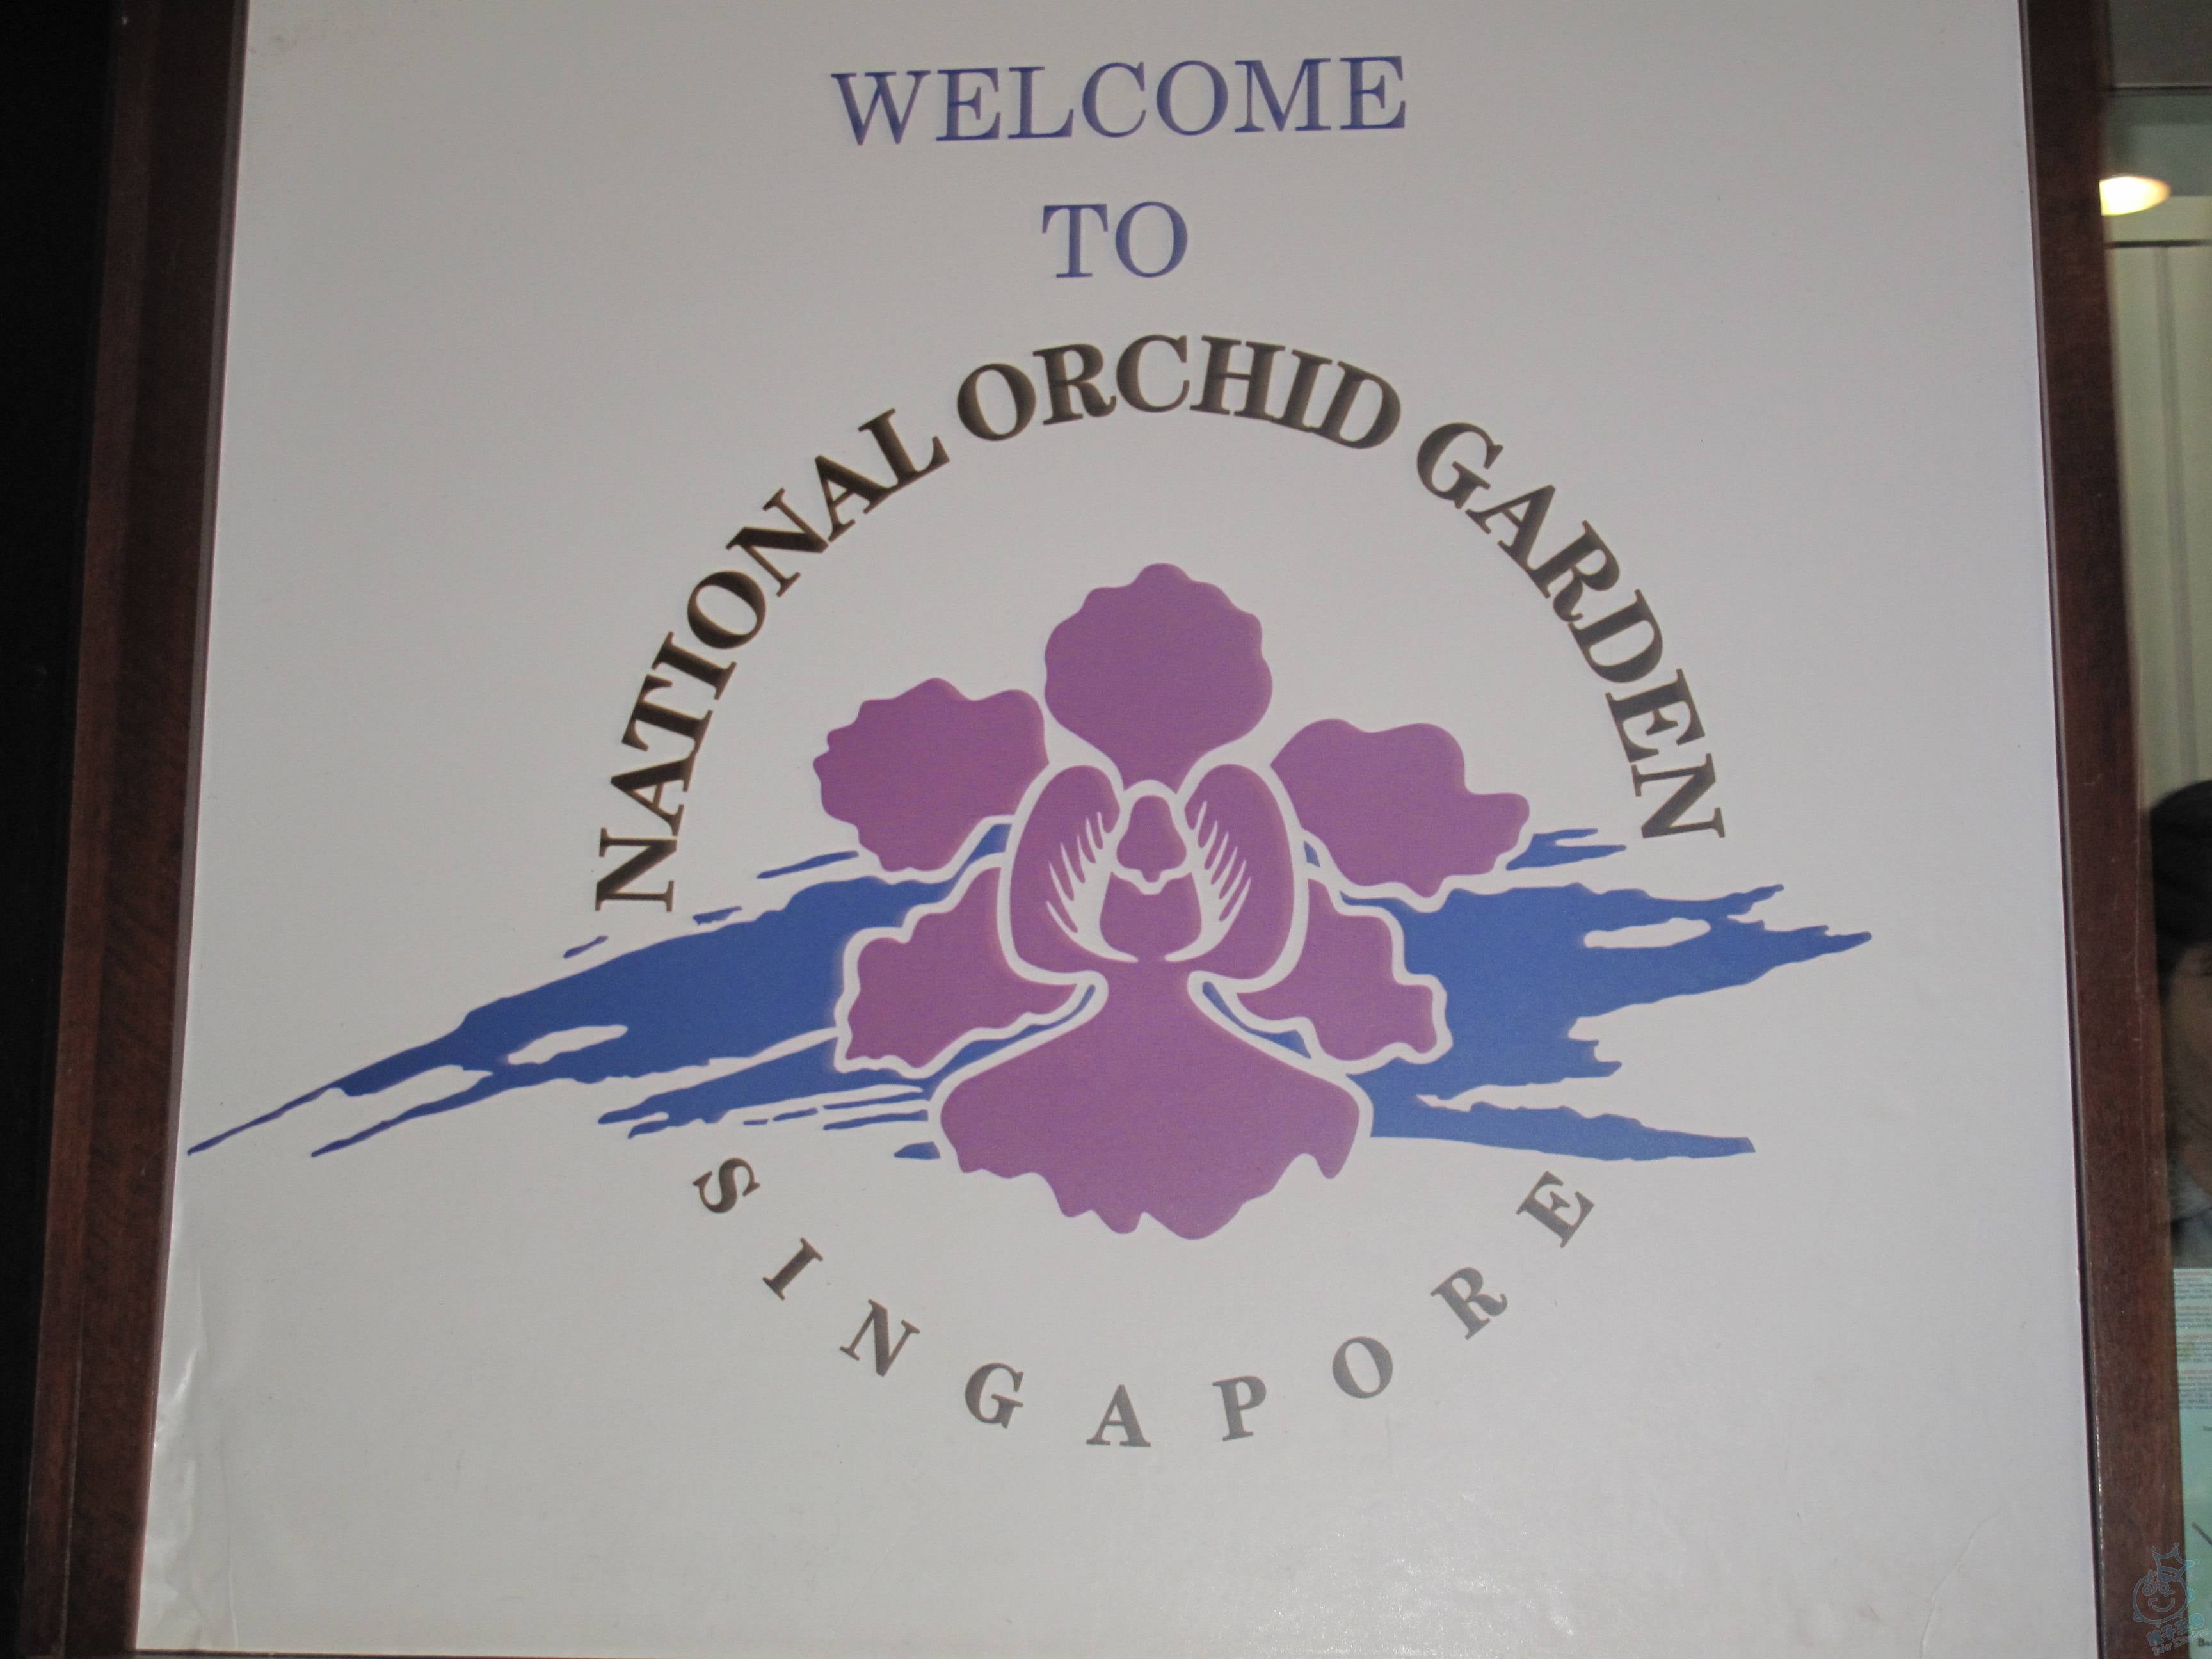 WELCOME
TO
NATIONAL ORCHID GARDEN
SINGAPORE